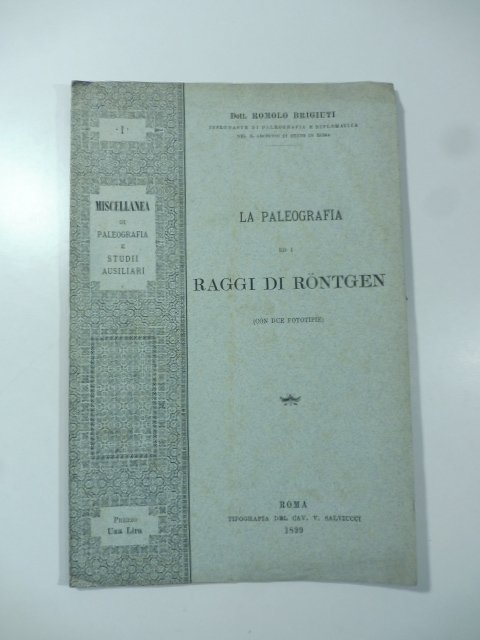 ·I·
MISCELLANEA
DI
PALEOGRAFIA
E
STUDII
AUSILIARI
PREZZO
Una Lira
Dott. ROMOLO BRIGIUTI
INSEGNANTE DI PALEOGRAFIA E DIPLOMATICA
NEL R. ARCHIVIO DI STATO IN ROMA
LA PALEOGRAFIA
ED I
RAGGI DI RÖNTGEN
(CON DUE FOTOTIPIE)
ROMA
TIPOGRAFIA DEL CAV. V. SALVIUCCI
1899